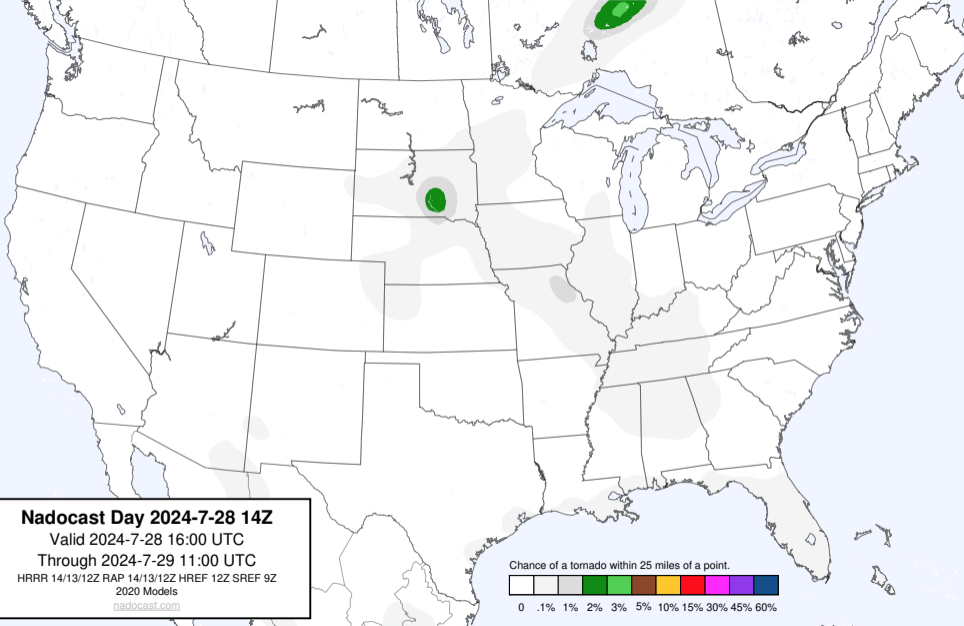 Nadocast Day 2024-7-28 14Z
Valid 2024-7-28 16:00 UTC
Through 2024-7-29 11:00 UTC
HRRR 14/13/12Z RAP 14/13/12Z HREF 12Z SREF 9Z
2020 Models
nadocast.com
Chance of a tornado within 25 miles of a point.
0 .1% 1% 2% 3% 5% 10% 15% 30% 45% 60%